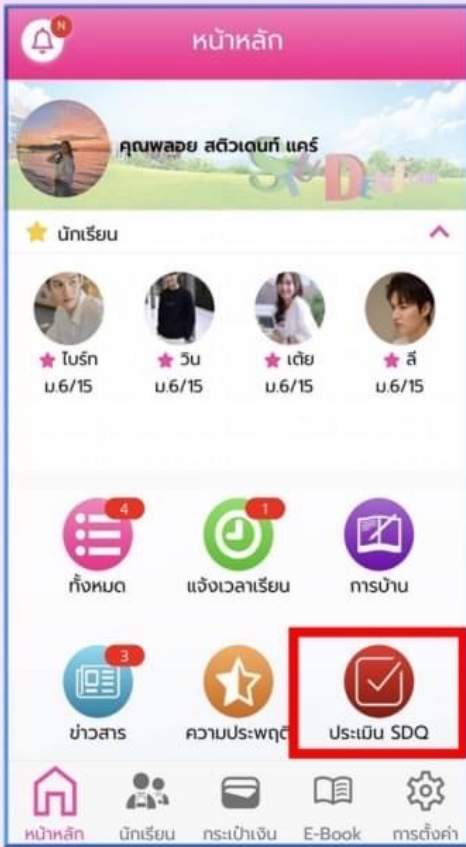 N
หน้าหลัก
คุณพลอย สติวเดนท์ แคร์
นักเรียน
ไบร์ท วิน เต้ย ลี
ม.6/15 ม.6/15 ม.6/15 ม.6/15
4 1
ทั้งหมด แจ้งเวลาเรียน การบ้าน
3
ข่าวสาร ความประพฤติ ประเมิน SDQ
หน้าหลัก นักเรียน กระเป๋าเงิน E-Book การตั้งค่า